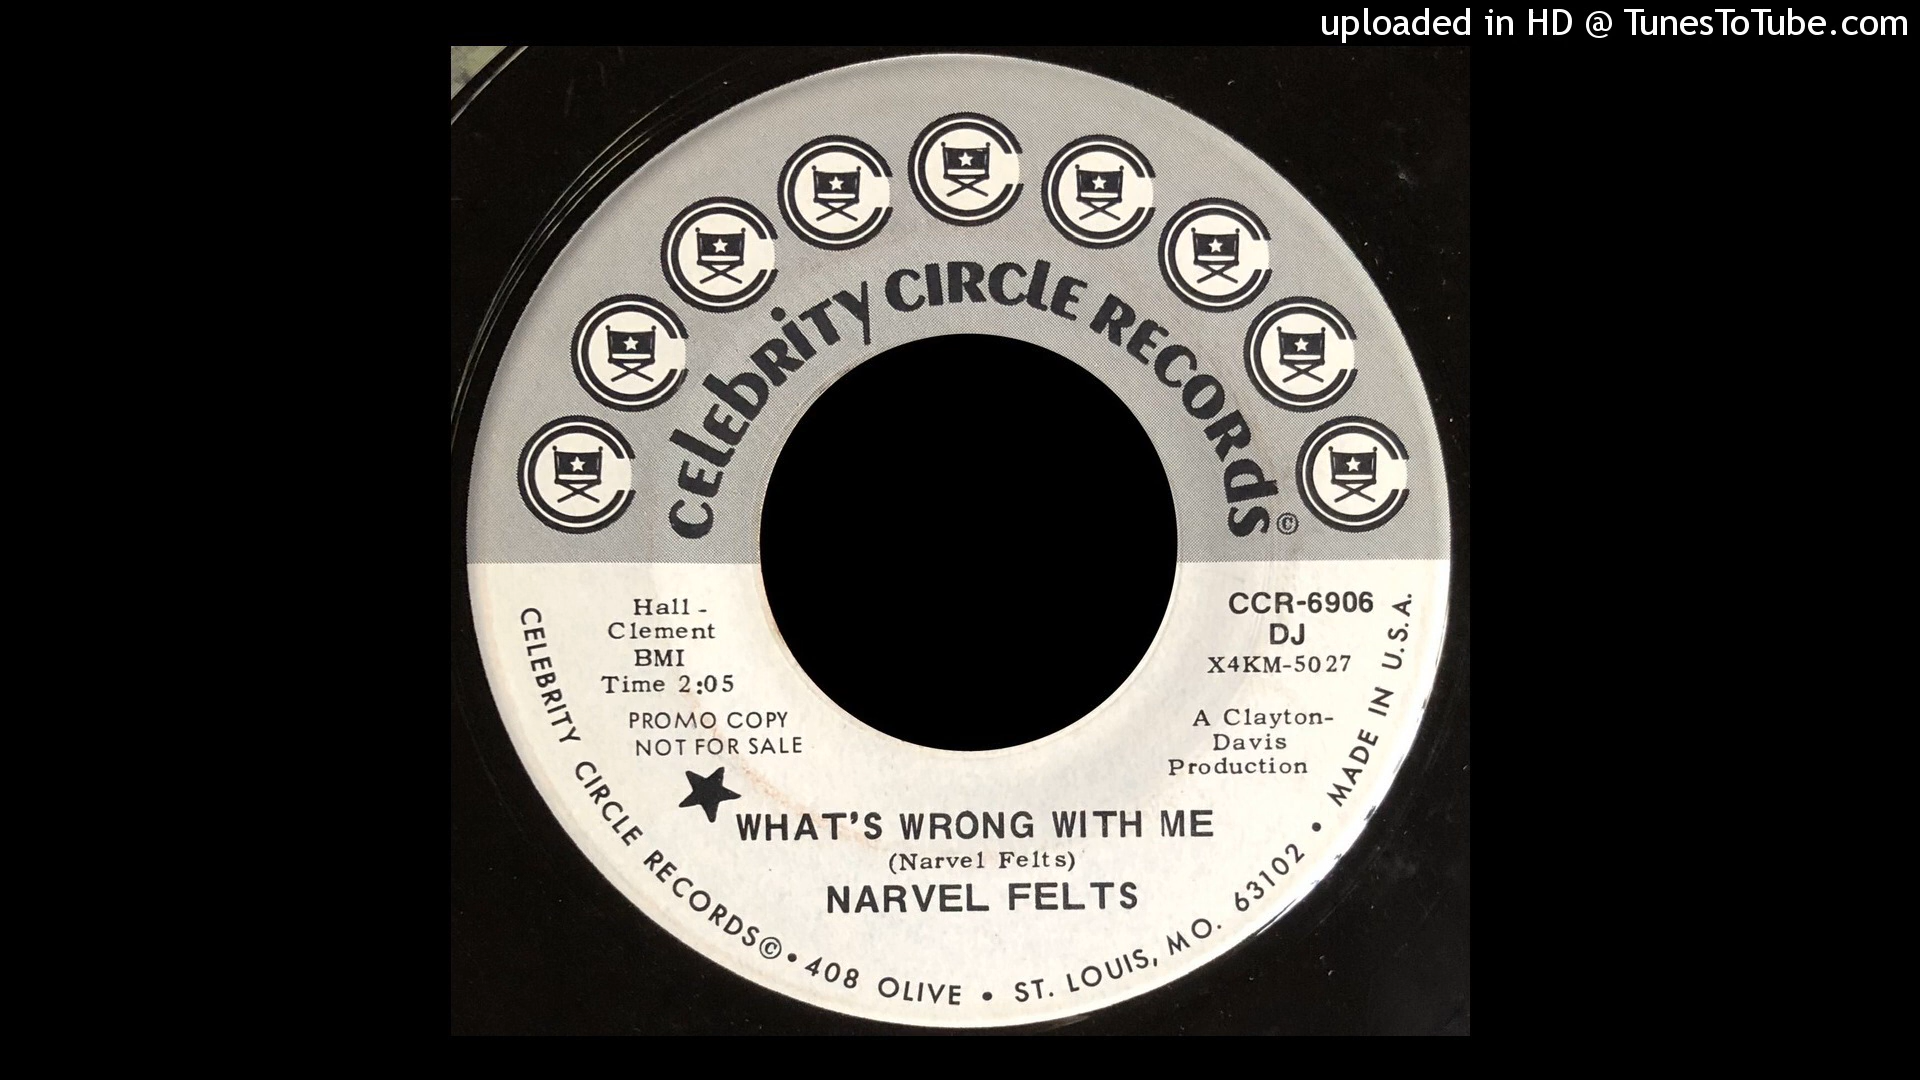 uploaded in HD @ TunesToTube.com
CELEBRITY CIRCLE RECORDS ©
Hall -
Clement
BMI
Time 2:05
PROMO COPY
NOT FOR SALE
CCR-6906
DJ
X4KM-5027
A Clayton-
Davis
Production
WHAT'S WRONG WITH ME
(Narvel Felts)
NARVEL FELTS
CELEBRITY CIRCLE RECORDS© • 408 OLIVE • ST. LOUIS, MO. 63102 • MADE IN U.S.A.